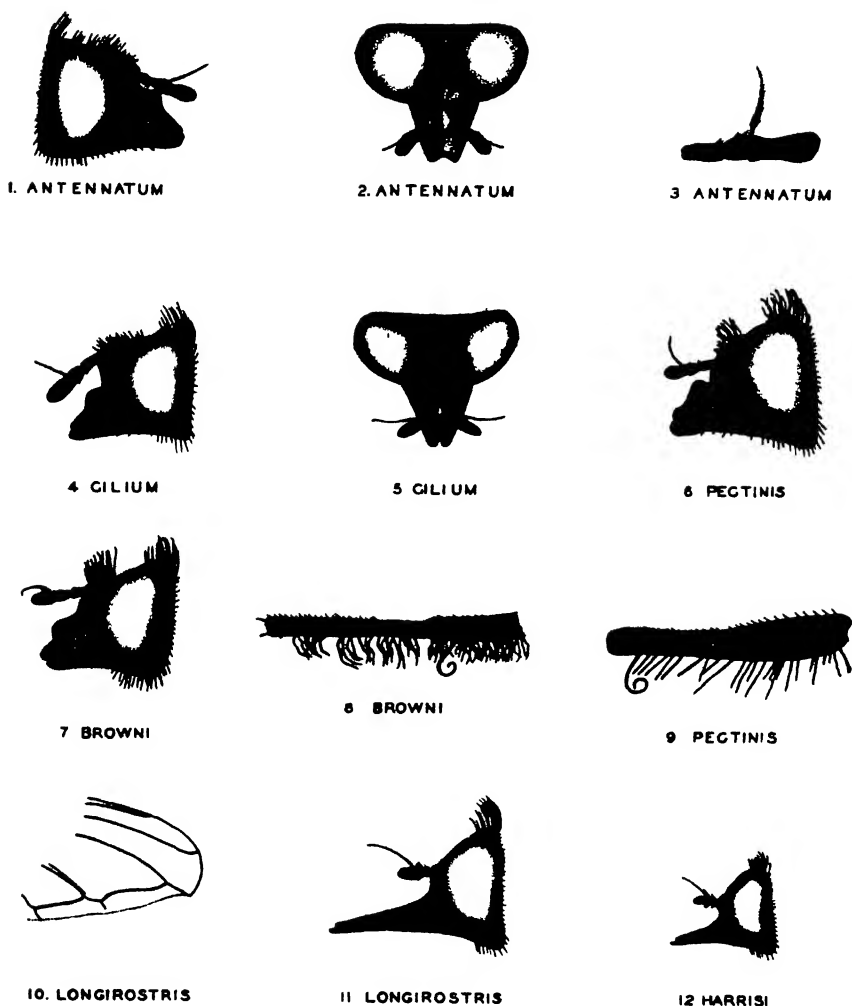 1. ANTENNATUM
2. ANTENNATUM
3 ANTENNATUM
4 CILIUM
5 CILIUM
6 PECTINIS
7 BROWNI
8 BROWNI
9 PECTINIS
10. LONGIROSTRIS
11 LONGIROSTRIS
12 HARRISI